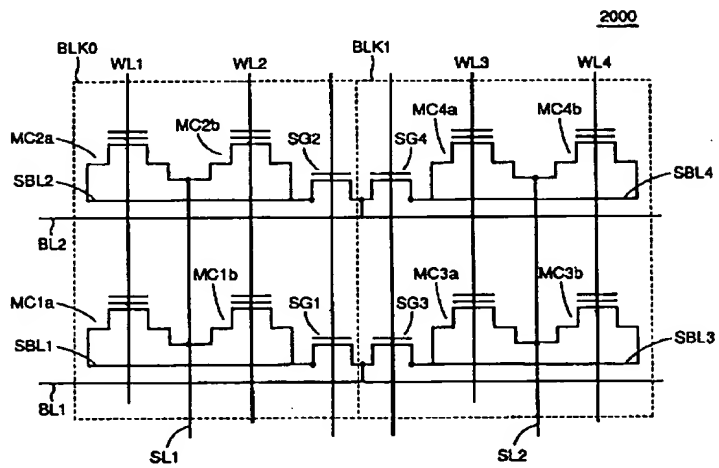 2000
BLK0
WL1
WL2
BLK1
WL3
WL4
MC2a
MC2b
SG2
SG4
MC4a
MC4b
SBL2
SBL4
BL2
MC1a
MC1b
SG1
SG3
MC3a
MC3b
SBL1
SBL3
BL1
SL1
SL2